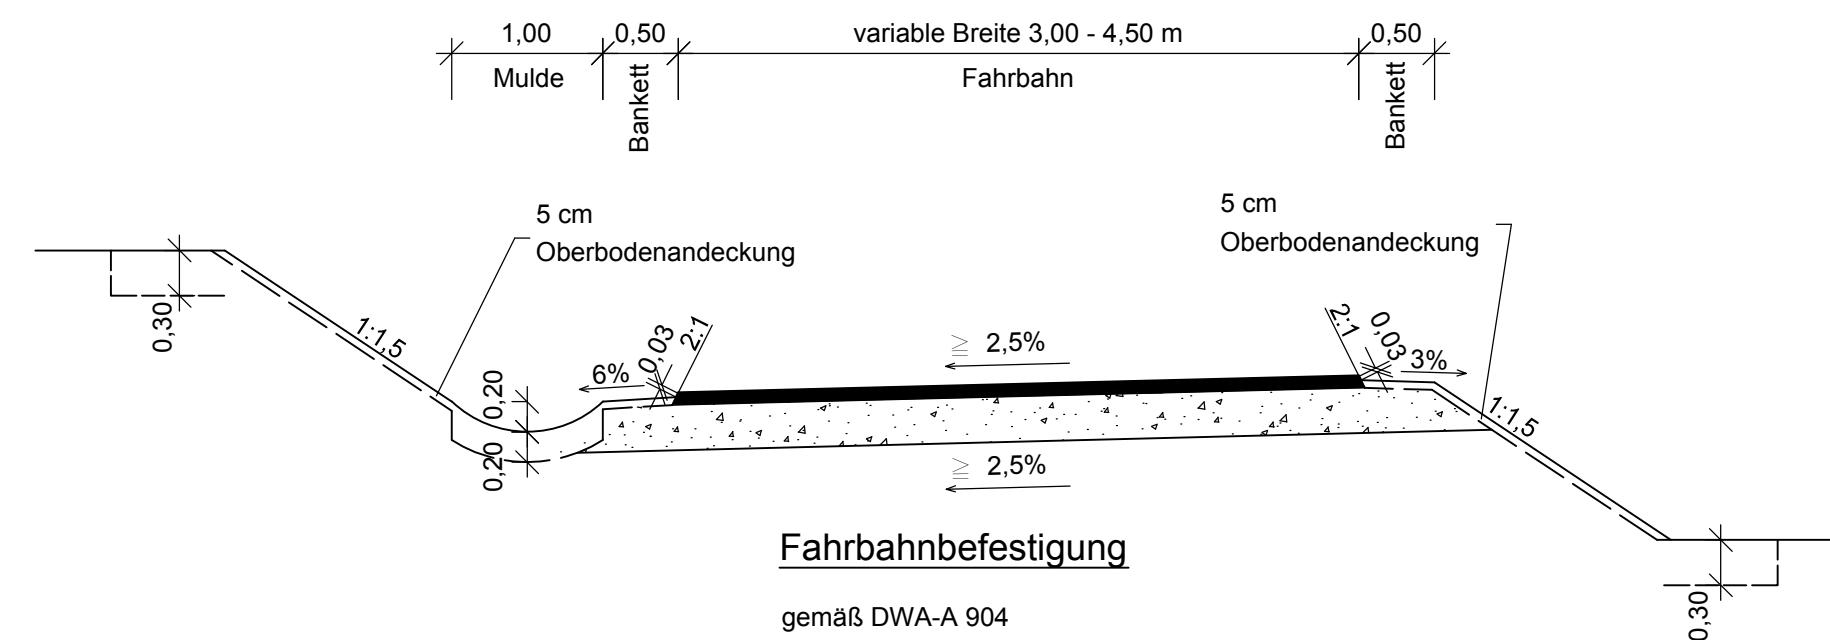 1,00
0,50
variable Breite 3,00 - 4,50 m
0,50
Mulde
Bankett
Fahrbahn
Bankett
5 cm
Oberbodenandeckung
5 cm
Oberbodenandeckung
0,30
1:1,5
0,20
0,20
6%
0,03
2:1
≧ 2,5%
2:1
0,03
3%
1:1,5
≧ 2,5%
0,30
Fahrbahnbefestigung
gemäß DWA-A 904